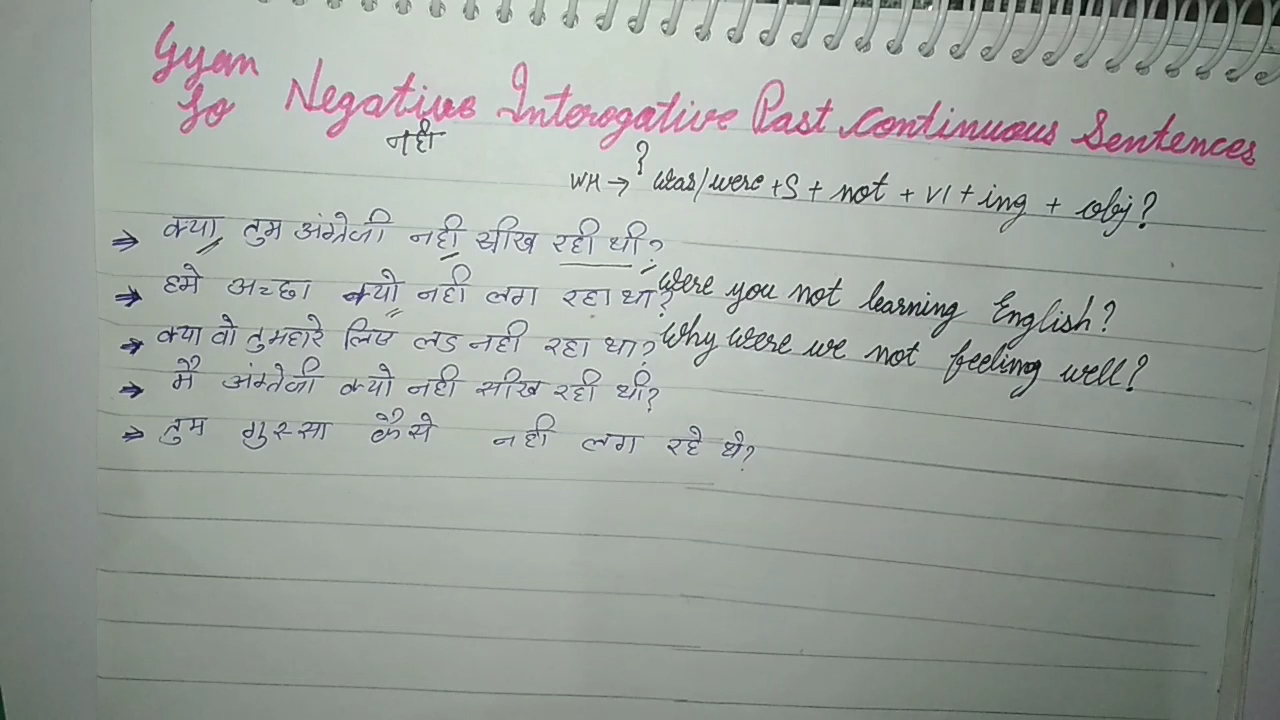 Gyan
Jo
Negative Interogative Past Continuous Sentences
नही
?
WH → was/were + S + not + V1 + ing + obj?
⇒ क्या, तुम अंग्रेजी नही सीख रही थी?
Were you not learning English?
⇒ हमे अच्छा क्यो नही लग रहा था?
Why were we not feeling well?
⇒ क्या वो तुमहारे लिए लड नही रहा था?
⇒ मै अंग्रेजी क्यो नही सीख रही थी?
⇒ तुम गुस्सा कैसे नही लग रहे थे?